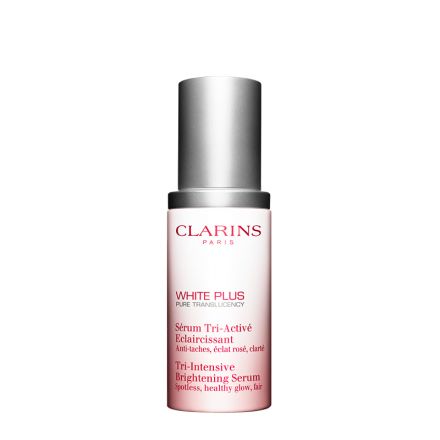 CLARINS
PARIS
WHITE PLUS
PURE TRANSLUCENCY
Sérum Tri-Activé
Eclaircissant
Anti-taches, éclat rosé, clarté
Tri-Intensive
Brightening Serum
Spotless, healthy glow, fair